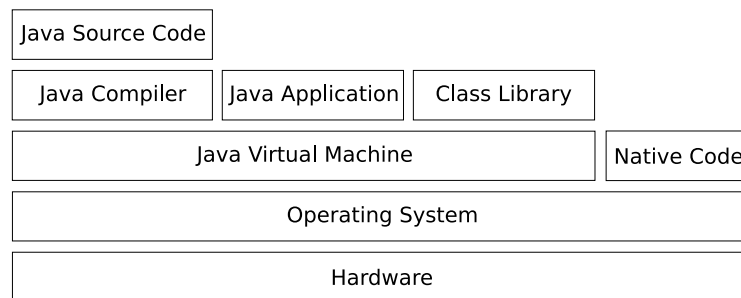 Java Source Code
Java Compiler
Java Application
Class Library
Java Virtual Machine
Native Code
Operating System
Hardware